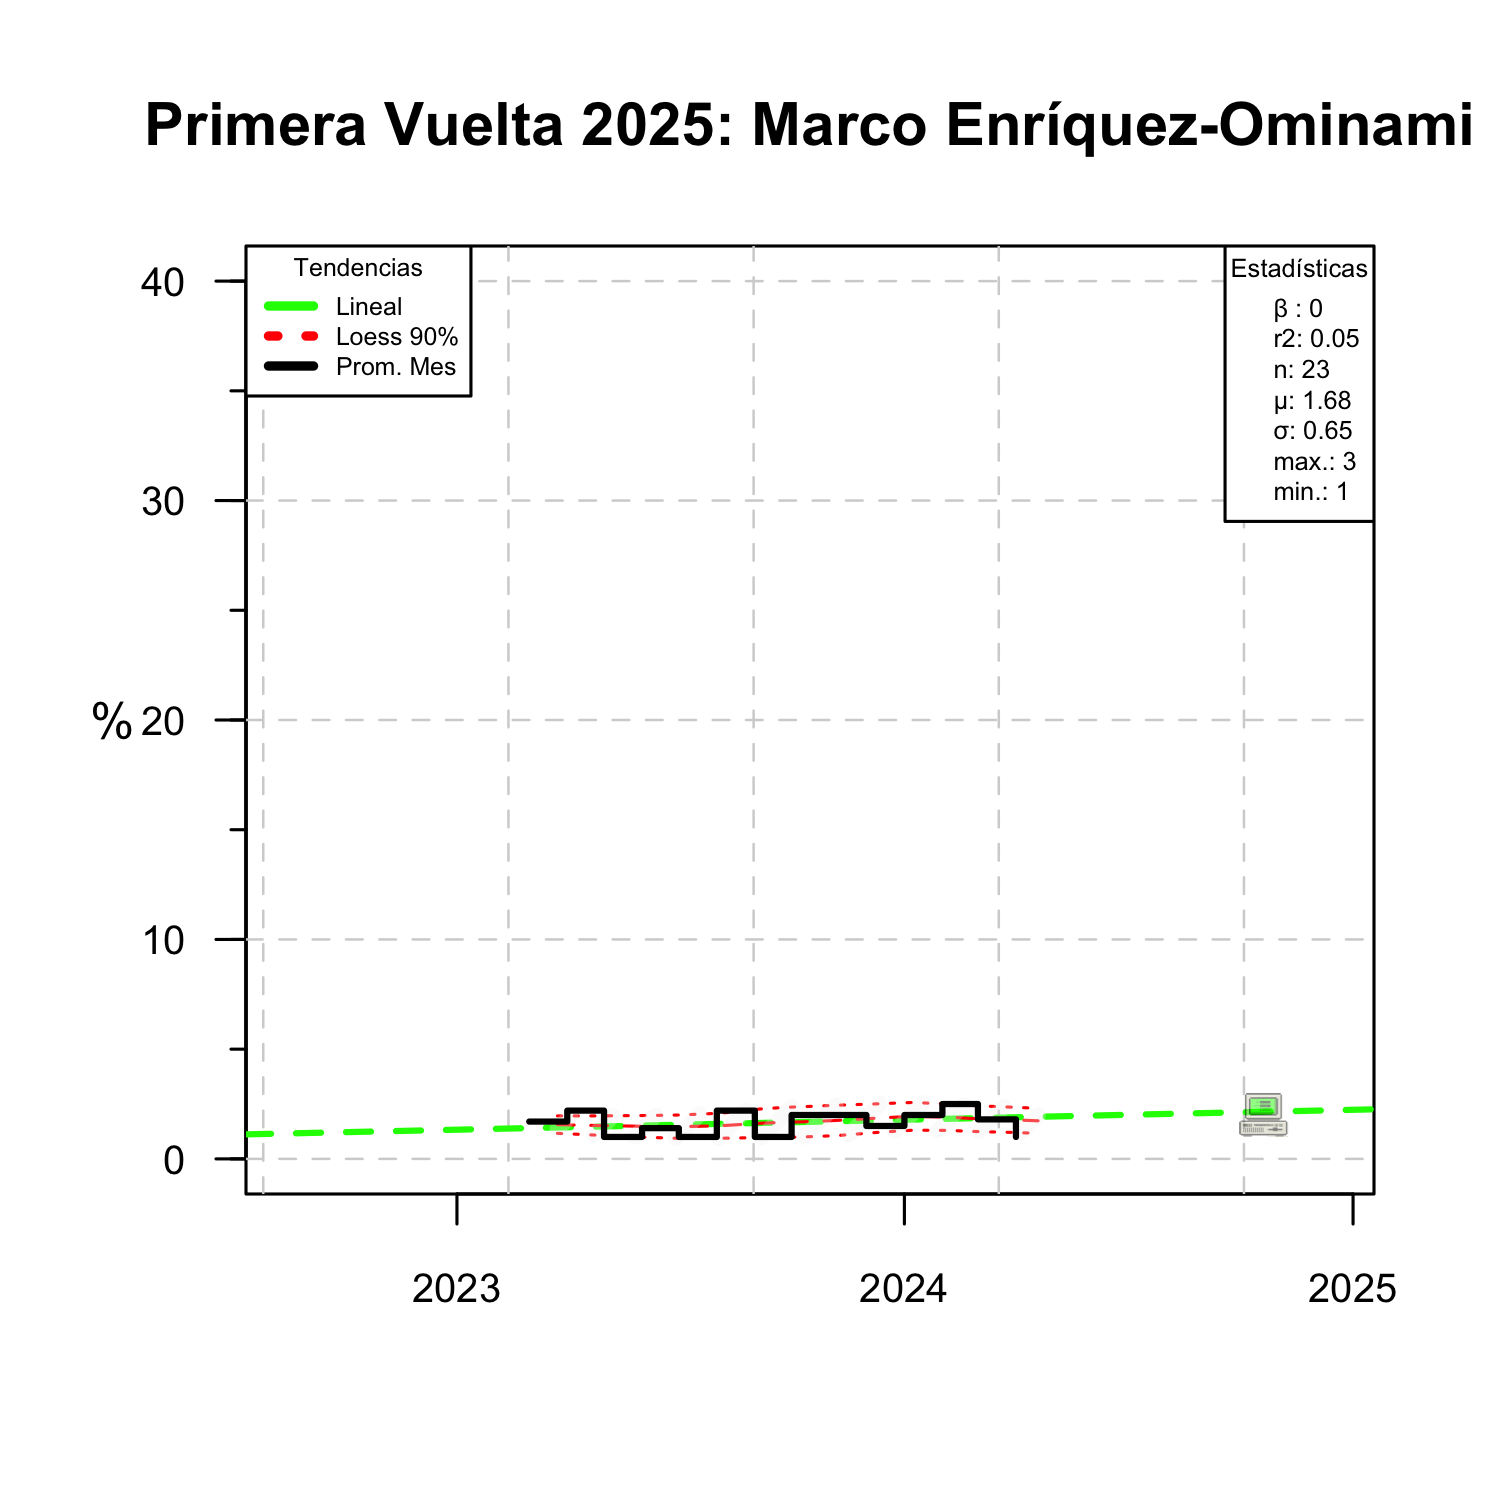 Primera Vuelta 2025: Marco Enríquez-Ominami
Tendencias
Lineal
Loess 90%
Prom. Mes
Estadísticas
β : 0
r2: 0.05
n: 23
μ: 1.68
σ: 0.65
max.: 3
min.: 1
%
40
30
20
10
0
2023
2024
2025